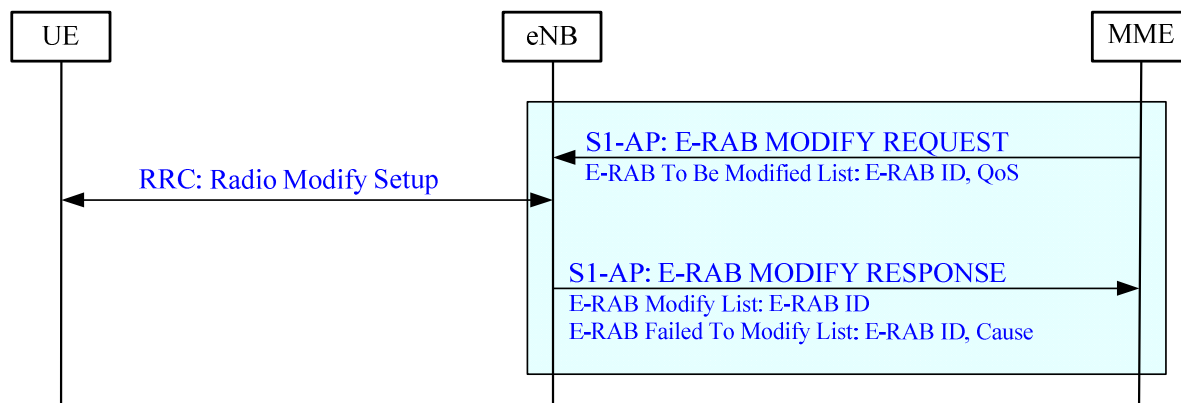 UE
eNB
MME
S1-AP: E-RAB MODIFY REQUEST
E-RAB To Be Modified List: E-RAB ID, QoS
RRC: Radio Modify Setup
S1-AP: E-RAB MODIFY RESPONSE
E-RAB Modify List: E-RAB ID
E-RAB Failed To Modify List: E-RAB ID, Cause